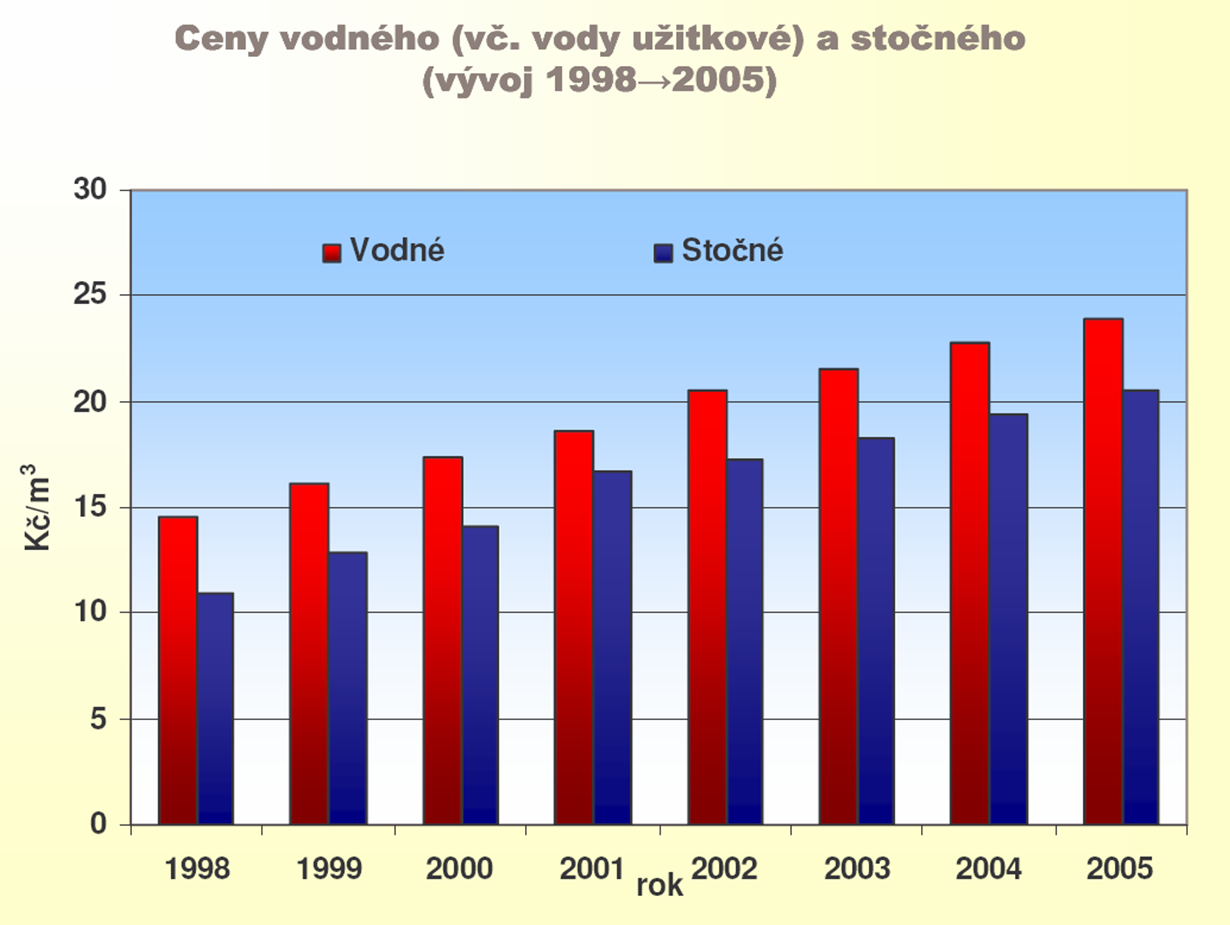 Ceny vodného (vč. vody užitkové) a stočného
(vývoj 1998→2005)
30
Vodné Stočné
25
20
15
10
5
0
Kč/m³
1998 1999 2000 2001 2002 2003 2004 2005
rok